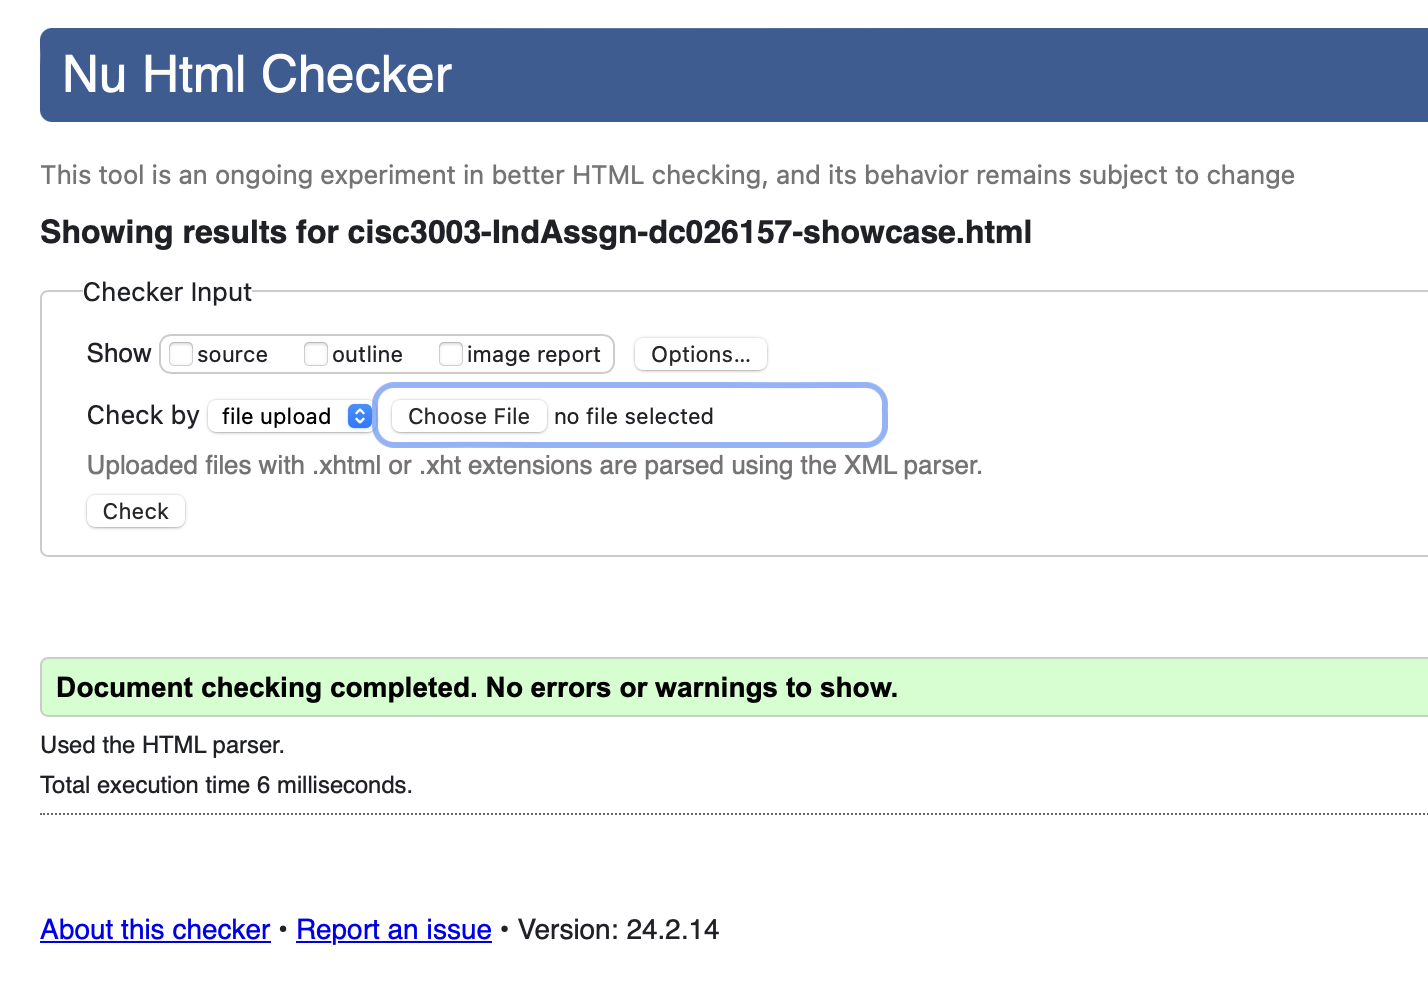 Nu Html Checker
This tool is an ongoing experiment in better HTML checking, and its behavior remains subject to change
Showing results for cisc3003-IndAssgn-dc026157-showcase.html
Checker Input
Show source outline image report Options...
Check by file upload Choose File no file selected
Uploaded files with .xhtml or .xht extensions are parsed using the XML parser.
Check
Document checking completed. No errors or warnings to show.
Used the HTML parser.
Total execution time 6 milliseconds.
About this checker • Report an issue • Version: 24.2.14